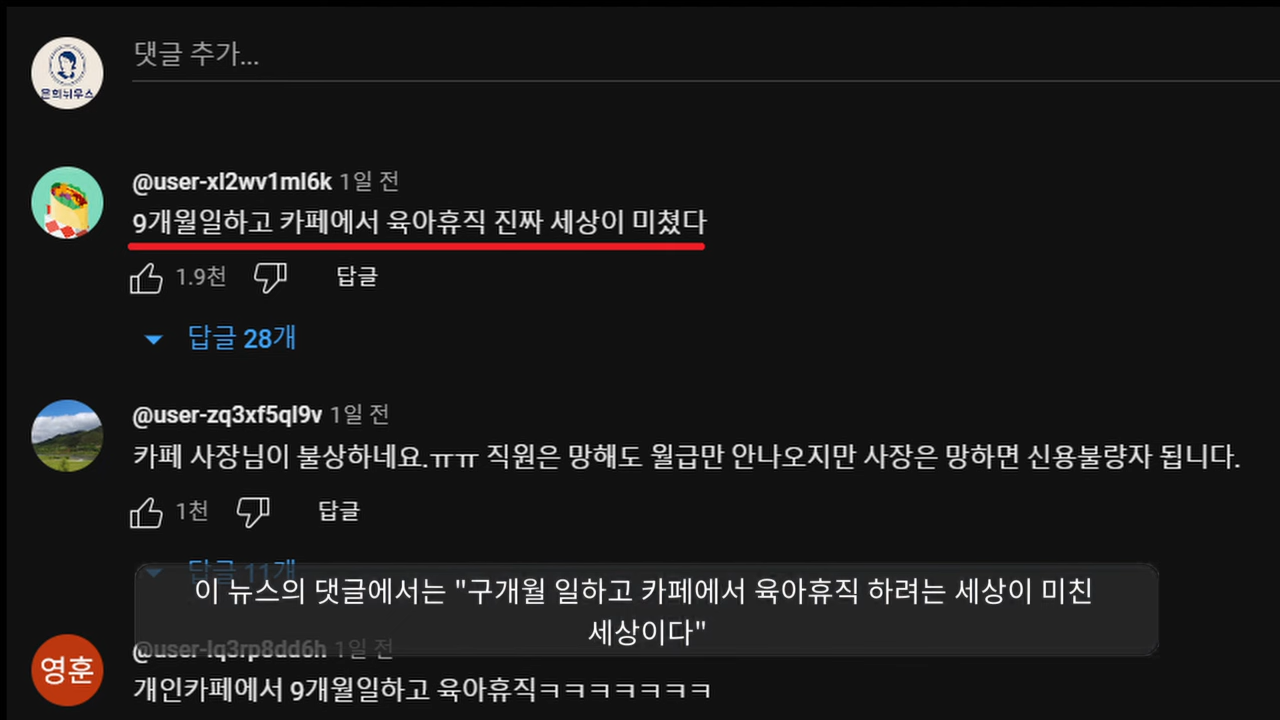 댓글 추가...
은희뉘우스
@user-xl2wv1ml6k 1일 전
9개월일하고 카페에서 육아휴직 진짜 세상이 미쳤다
1.9천 답글
답글 28개
@user-zq3xf5ql9v 1일 전
카페 사장님이 불상하네요.ㅠㅠ 직원은 망해도 월급만 안나오지만 사장은 망하면 신용불량자 됩니다.
1천 답글
답글 11개
이 뉴스의 댓글에서는 "구개월 일하고 카페에서 육아휴직 하려는 세상이 미친
세상이다"
@user-lq3rp8dd6h 1일 전
영훈
개인카페에서 9개월일하고 육아휴직ㅋㅋㅋㅋㅋㅋㅋ